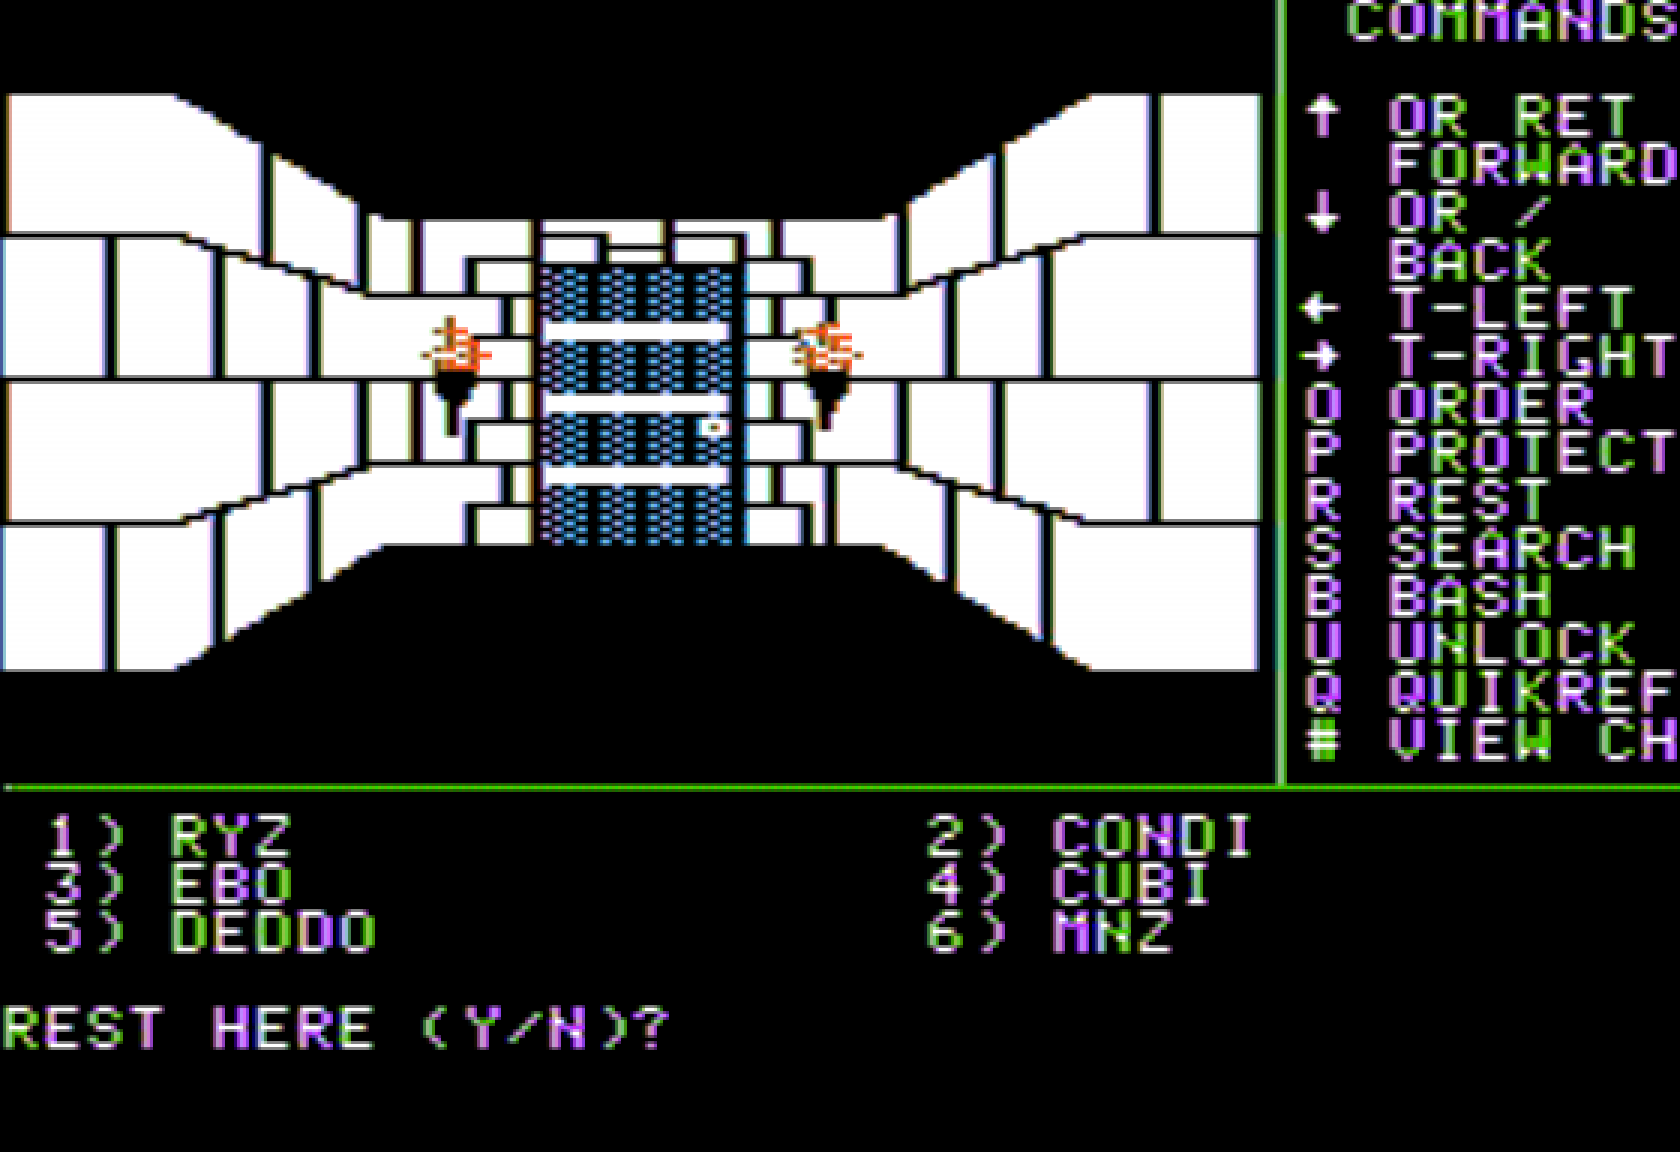 COMMANDS
↑ OR RET
FORWARD
↓ OR /
BACK
← T-LEFT
→ T-RIGHT
O ORDER
P PROTECT
R REST
S SEARCH
B BASH
U UNLOCK
Q QUIKREF
# VIEW CH
1) RYZ 2) CONDI
3) EBO 4) CUBI
5) DEDDO 6) MNZ
REST HERE (Y/N)?